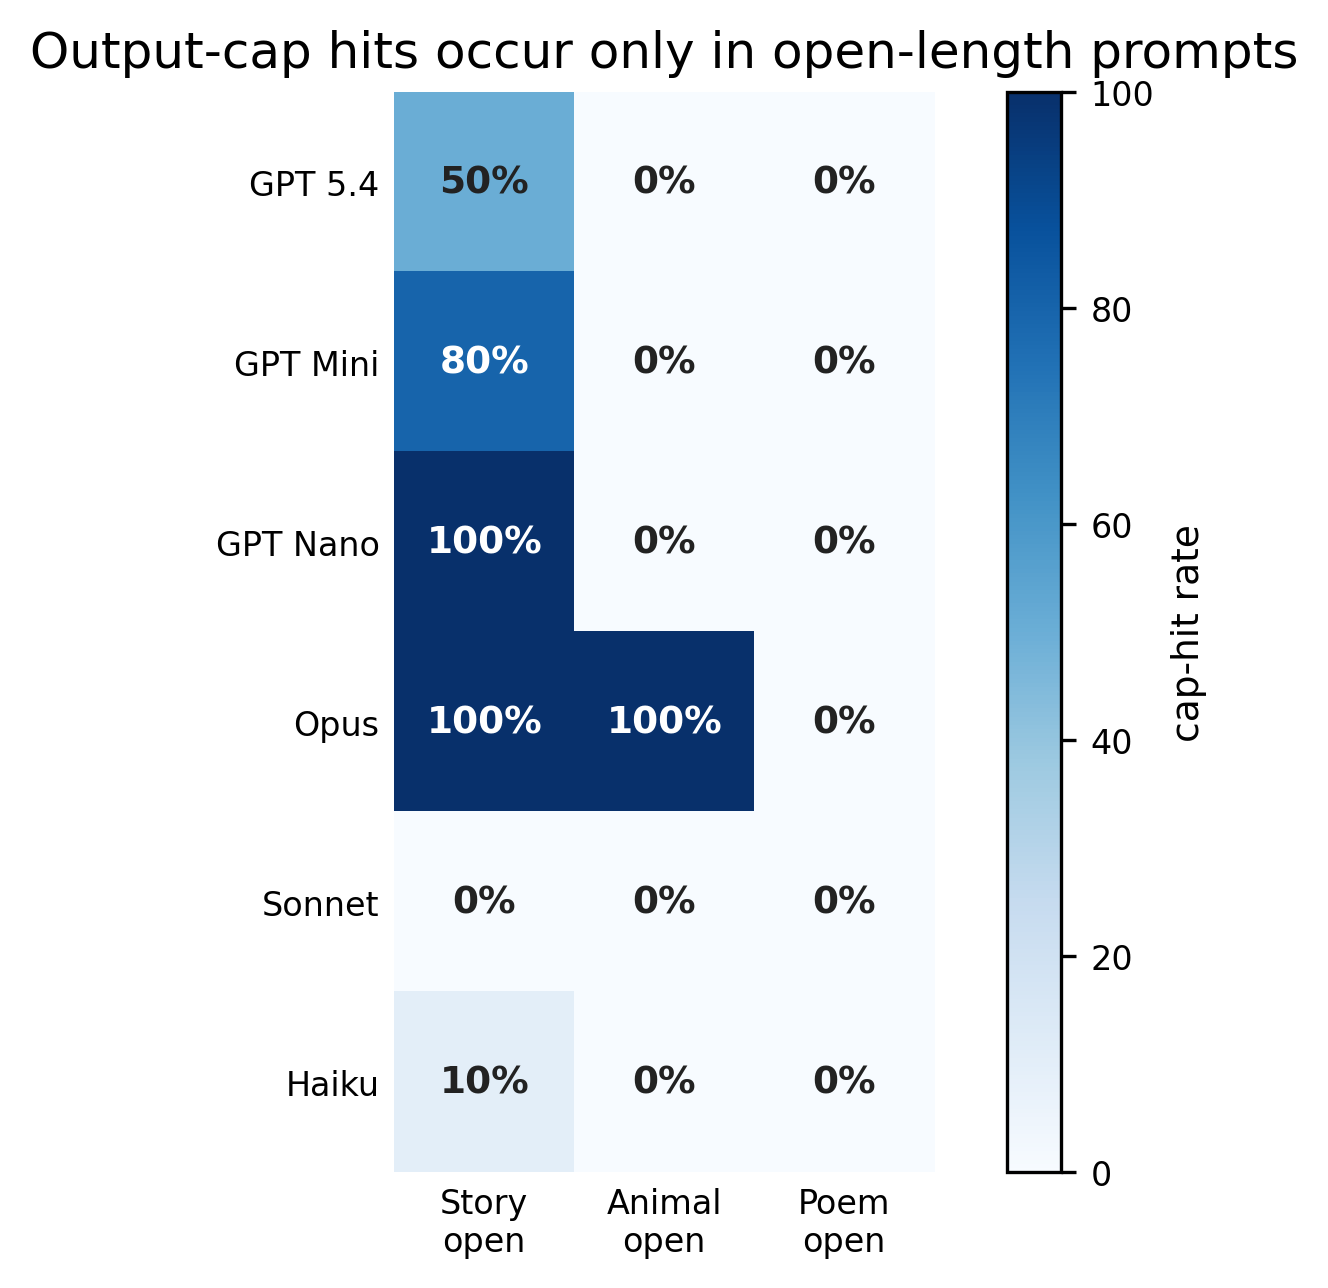 Output-cap hits occur only in open-length prompts
GPT 5.4
50%
0%
0%
GPT Mini
80%
0%
0%
GPT Nano
100%
0%
0%
Opus
100%
100%
0%
Sonnet
0%
0%
0%
Haiku
10%
0%
0%
Story
open
Animal
open
Poem
open
100
80
60
40
20
0
cap-hit rate